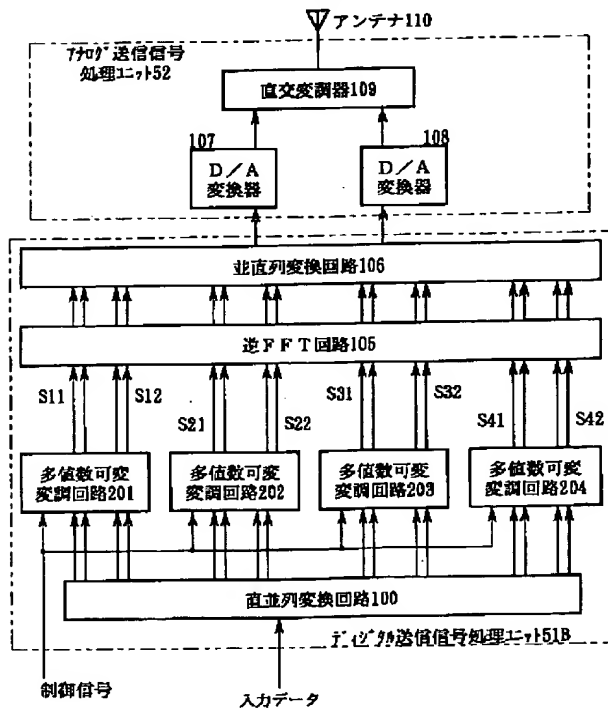 アンテナ110
アナログ送信信号
処理ユニット52
直交変調器109
107
108
D/A
変換器
D/A
変換器
並直列変換回路106
逆FFT回路105
S11
S12
S21
S22
S31
S32
S41
S42
多値数可変
変調回路201
多値数可変
変調回路202
多値数可変
変調回路203
多値数可変
変調回路204
直並列変換回路100
ディジタル送信信号処理ユニット51B
制御信号
入力データ